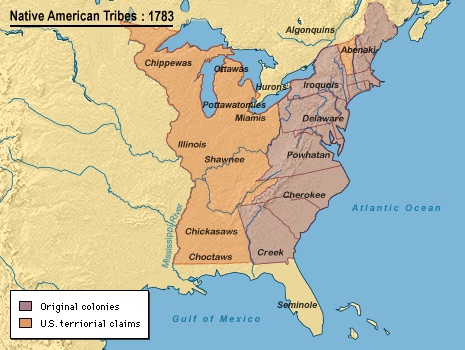 Native American Tribes : 1783
Algonquins
Abenaki
Chippewas
Ottawas
Hurons
Iroquois
Pottawatomies
Miamis
Delaware
Illinois
Shawnee
Powhatan
Cherokee
Mississippi River
Atlantic Ocean
Chickasaws
Choctaws
Creek
Seminole
Gulf of Mexico
Original colonies
U.S. terriorial claims